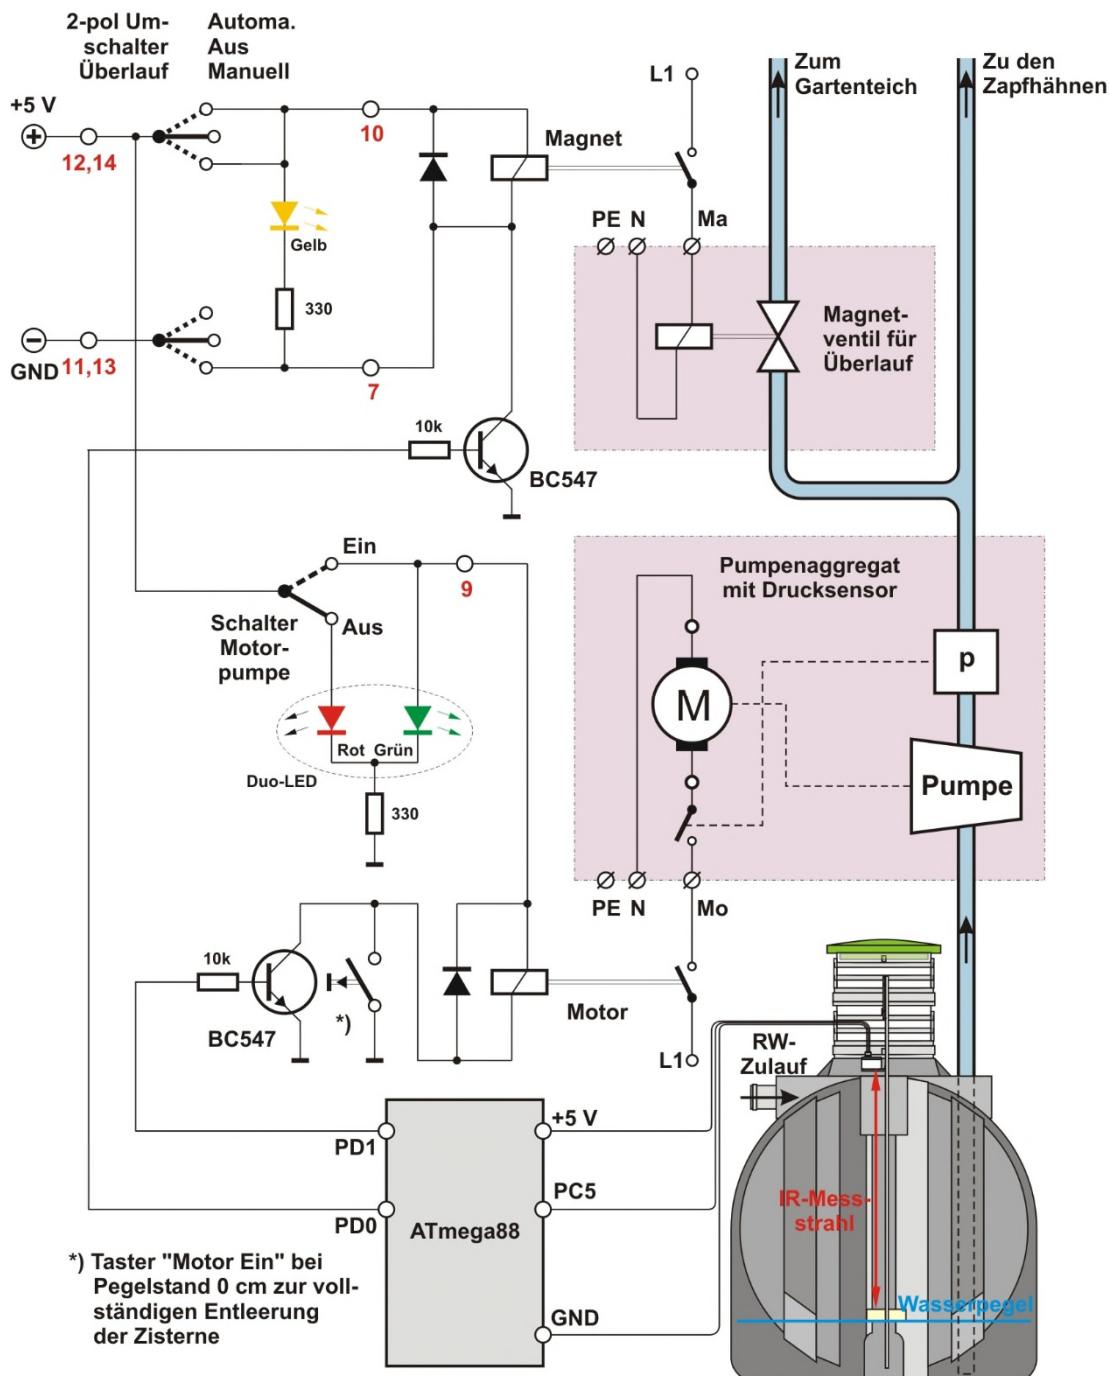 2-pol Um-
schalter
Überlauf
Automa.
Aus
Manuell
+5 V
12,14
10
Gelb
330
GND
11,13
7
Magnet
L1
Zum
Gartenteich
Zu den
Zapfhähnen
PE N Ma
Magnet-
ventil für
Überlauf
10k
BC547
Ein
9
Schalter
Motor-
pumpe
Aus
Rot Grün
Duo-LED
330
Pumpenaggregat
mit Drucksensor
p
M
Pumpe
PE N Mo
10k
BC547
*)
Motor
L1
RW-
Zulauf
+5 V
PD1
PC5
PD0
ATmega88
GND
IR-Mess-
strahl
Wasserpegel
*) Taster "Motor Ein" bei
Pegelstand 0 cm zur voll-
ständigen Entleerung
der Zisterne